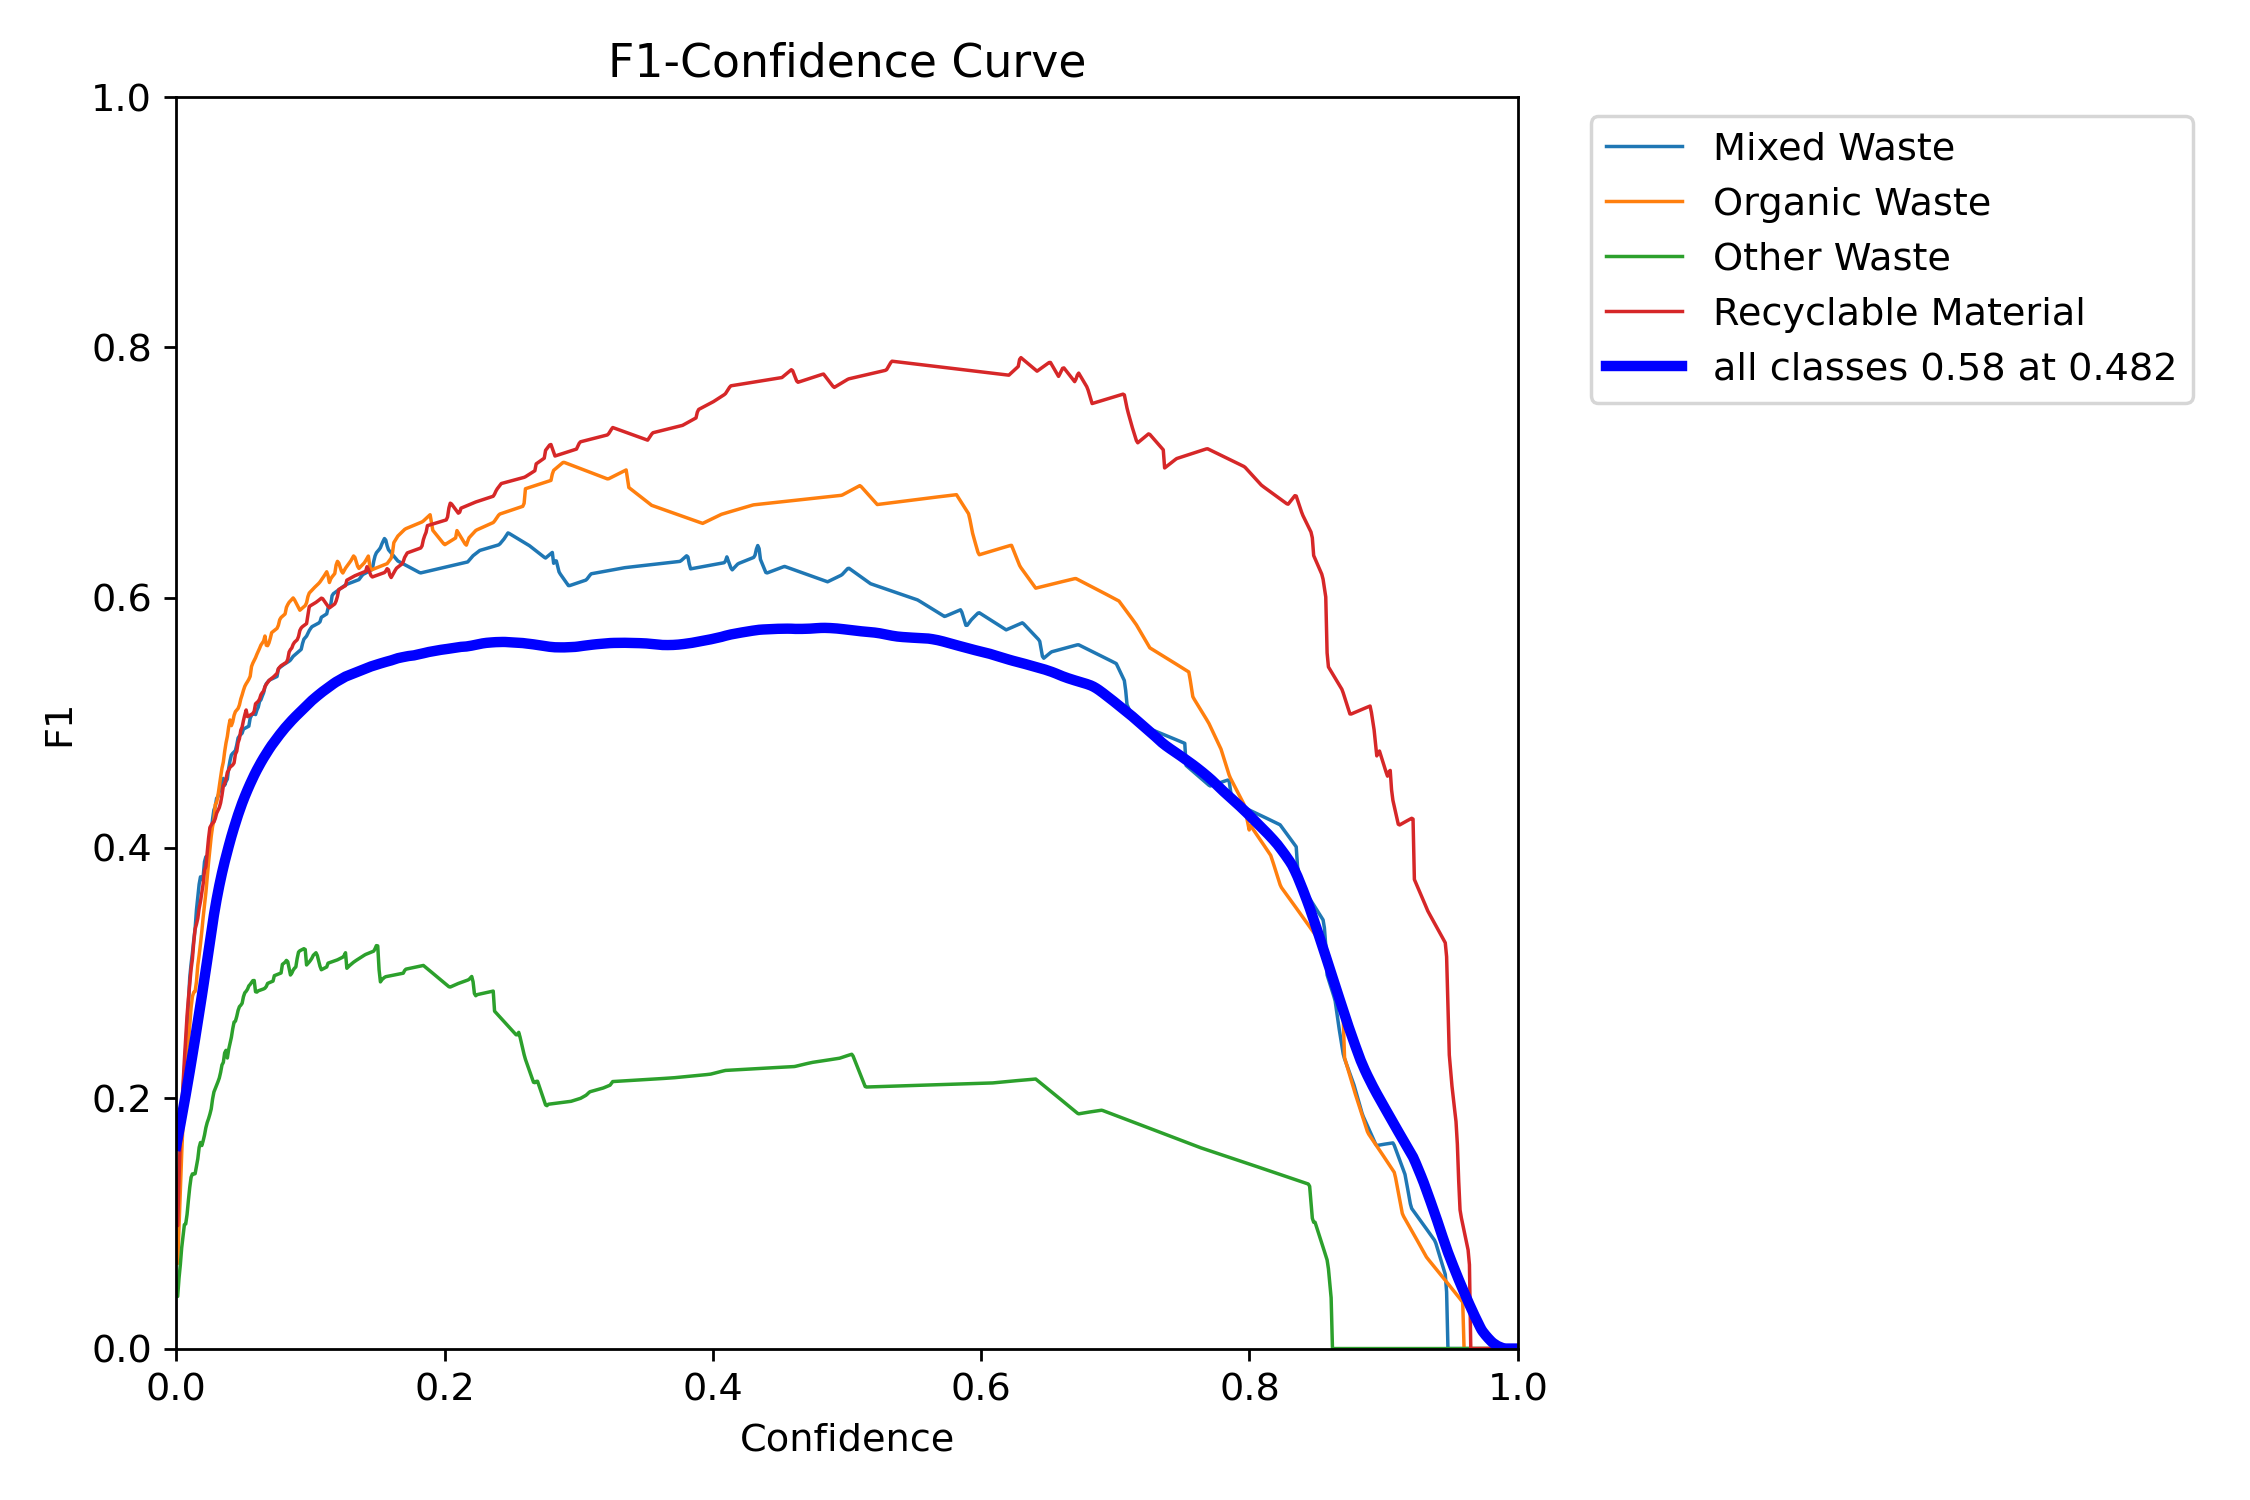 F1-Confidence Curve
1.0
0.8
0.6
0.4
0.2
0.0
F1
0.0 0.2 0.4 0.6 0.8 1.0
Confidence
Mixed Waste
Organic Waste
Other Waste
Recyclable Material
all classes 0.58 at 0.482